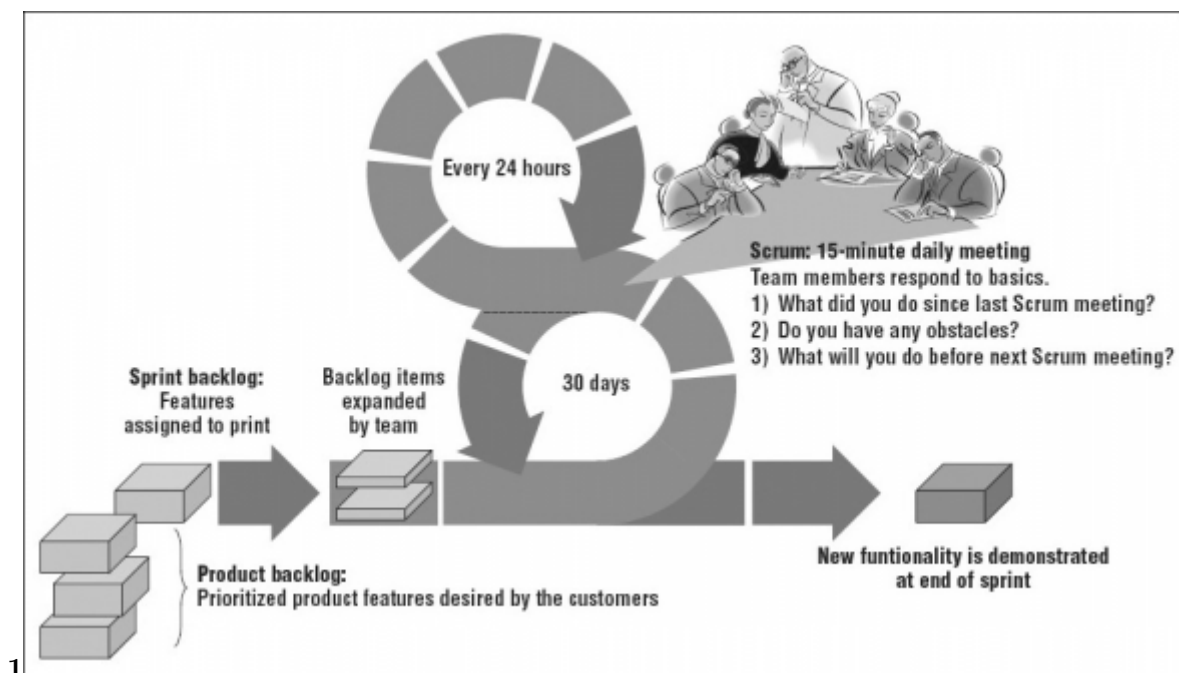 Every 24 hours
Scrum: 15-minute daily meeting
Team members respond to basics.
1) What did you do since last Scrum meeting?
2) Do you have any obstacles?
3) What will you do before next Scrum meeting?
30 days
Sprint backlog:
Features
assigned to print
Backlog items
expanded
by team
Product backlog:
Prioritized product features desired by the customers
New funtionality is demonstrated
at end of sprint
1